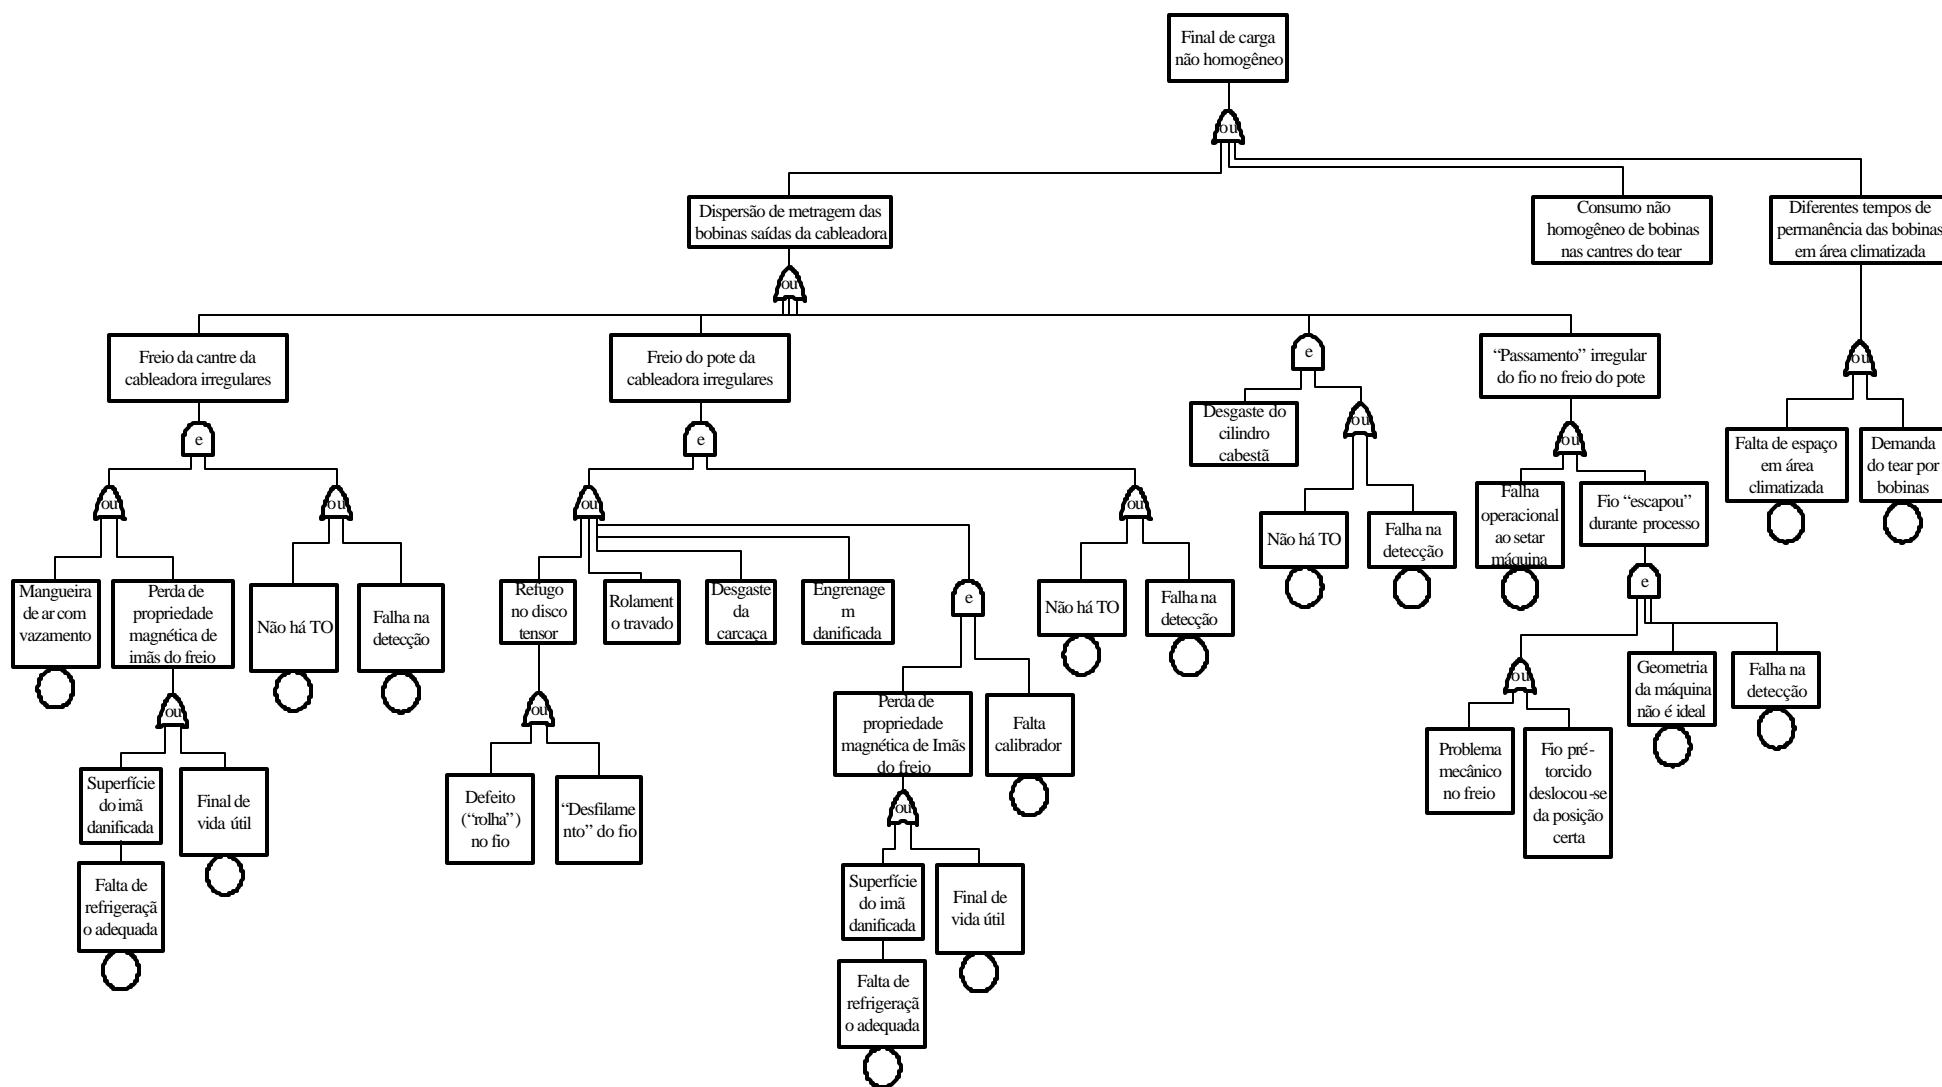 Final de carga
não homogêneo
ou
Dispersão de metragem das
bobinas saídas da cableadora
Consumo não
homogêneo de bobinas
nas cantres do tear
Diferentes tempos de
permanência das bobinas
em área climatizada
ou
Freio da cantre da
cableadora irregulares
Freio do pote da
cableadora irregulares
e
“Passamento” irregular
do fio no freio do pote
ou
e
e
Desgaste do
cilindro
cabestã
ou
ou
Falta de espaço
em área
climatizada
Demanda
do tear por
bobinas
ou
ou
ou
ou
Não há TO
Falha na
detecção
Falha
operacional
ao setar
máquina
Fio “escapou”
durante processo
e
Mangueira
de ar com
vazamento
Perda de
propriedade
magnética de
imãs do freio
Não há TO
Falha na
detecção
Refugo
no disco
tensor
Rolament
o travado
Desgaste
da
carcaça
Engrenage
m
danificada
e
Não há TO
Falha na
detecção
ou
ou
ou
Geometria
da máquina
não é ideal
Falha na
detecção
Perda de
propriedade
magnética de Imãs
do freio
Falta
calibrador
Problema
mecânico
no freio
Fio pré-
torcido
deslocou-se
da posição
certa
Superfície
do imã
danificada
Final de
vida útil
Defeito
(“rolha”)
no fio
“Desfilame
nto” do fio
ou
Falta de
refrigeraçã
o adequada
Superfície
do imã
danificada
Final de
vida útil
Falta de
refrigeraçã
o adequada